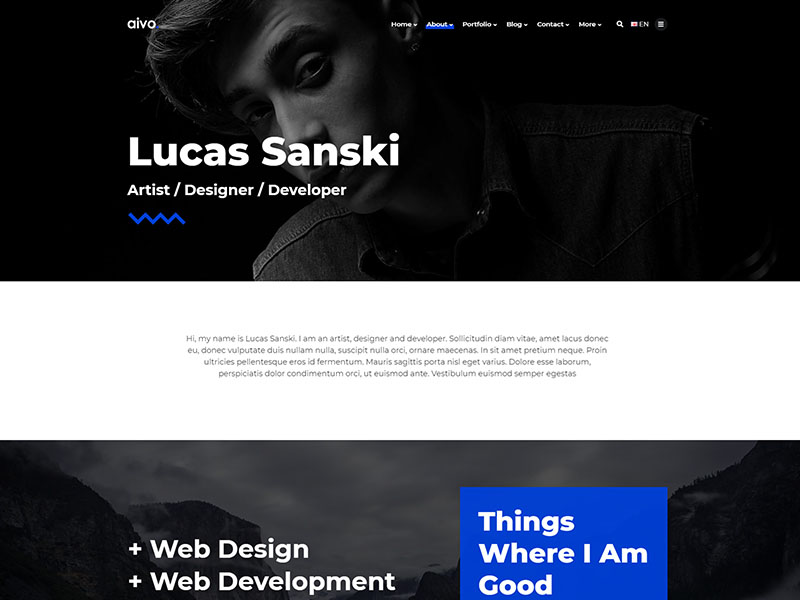 aivo.
Home About Portfolio Blog Contact More EN
Lucas Sanski
Artist / Designer / Developer
Hi, my name is Lucas Sanski. I am an artist, designer and developer. Sollicitudin diam vitae, amet lacus donec
eu, donec vulputate duis nullam nulla, suscipit nulla orci, ornare maecenas. In sit amet pretium neque. Proin
ultricies pellentesque eros id fermentum. Mauris sagittis porta nisl eget varius. Dolore esse laborum,
perspiciatis dolor condimentum orci, ut euismod ante. Vestibulum euismod semper egestas
+ Web Design
+ Web Development
Things
Where I Am
Good